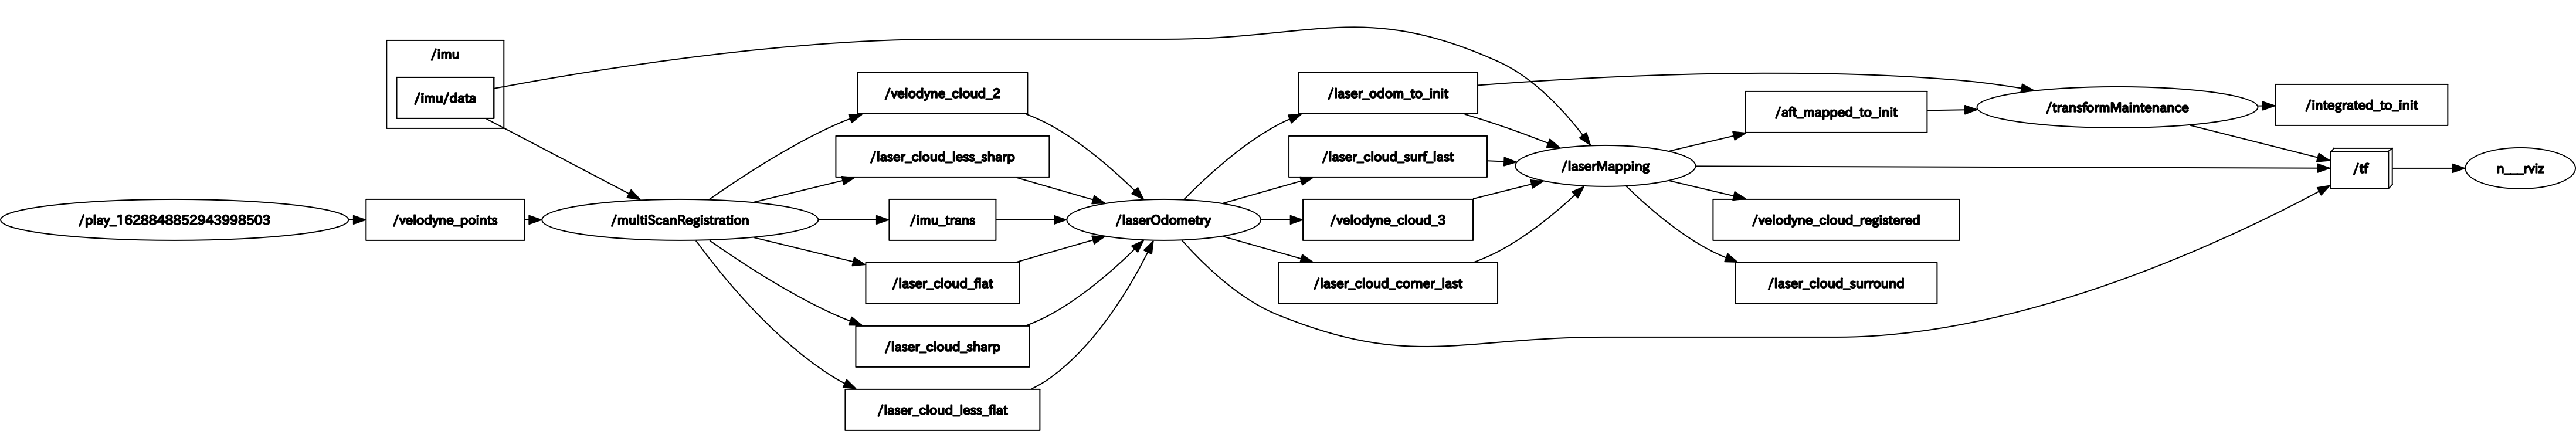 /play_1628848852943998503
/imu
/imu/data
/velodyne_points
/multiScanRegistration
/velodyne_cloud_2
/laser_cloud_less_sharp
/imu_trans
/laser_cloud_flat
/laser_cloud_sharp
/laser_cloud_less_flat
/laserOdometry
/laser_odom_to_init
/laser_cloud_surf_last
/velodyne_cloud_3
/laser_cloud_corner_last
/laserMapping
/aft_mapped_to_init
/velodyne_cloud_registered
/laser_cloud_surround
/transformMaintenance
/integrated_to_init
/tf
n___rviz